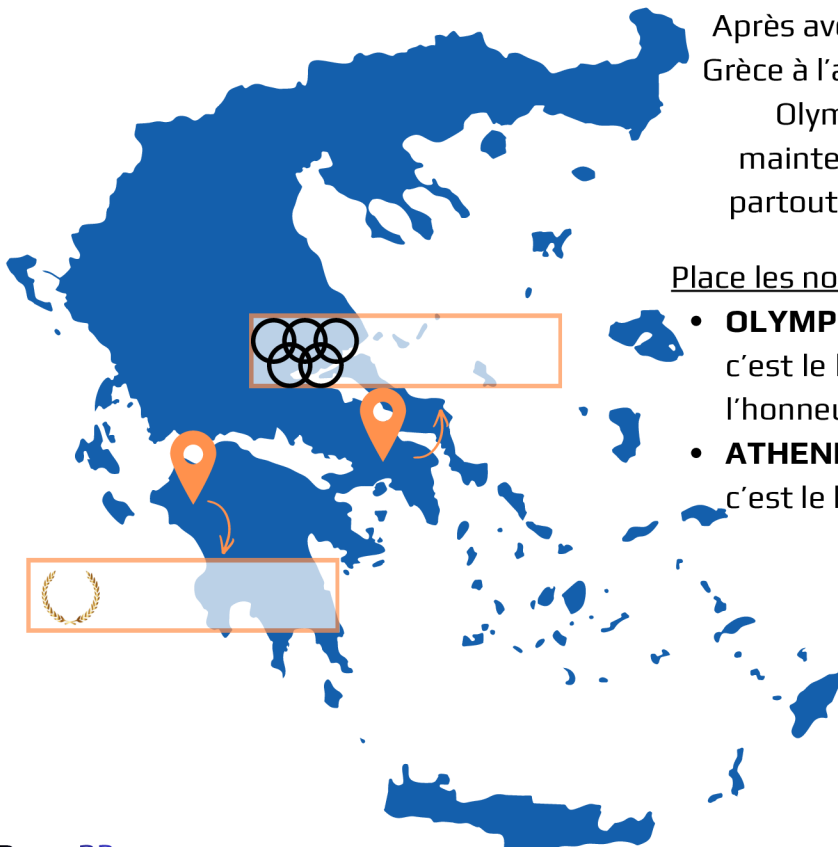 Après av
Grèce à l'a
Olym
mainte
partout
Place les no
• OLYMP
c'est le
l'honneu
• ATHEN
c'est le